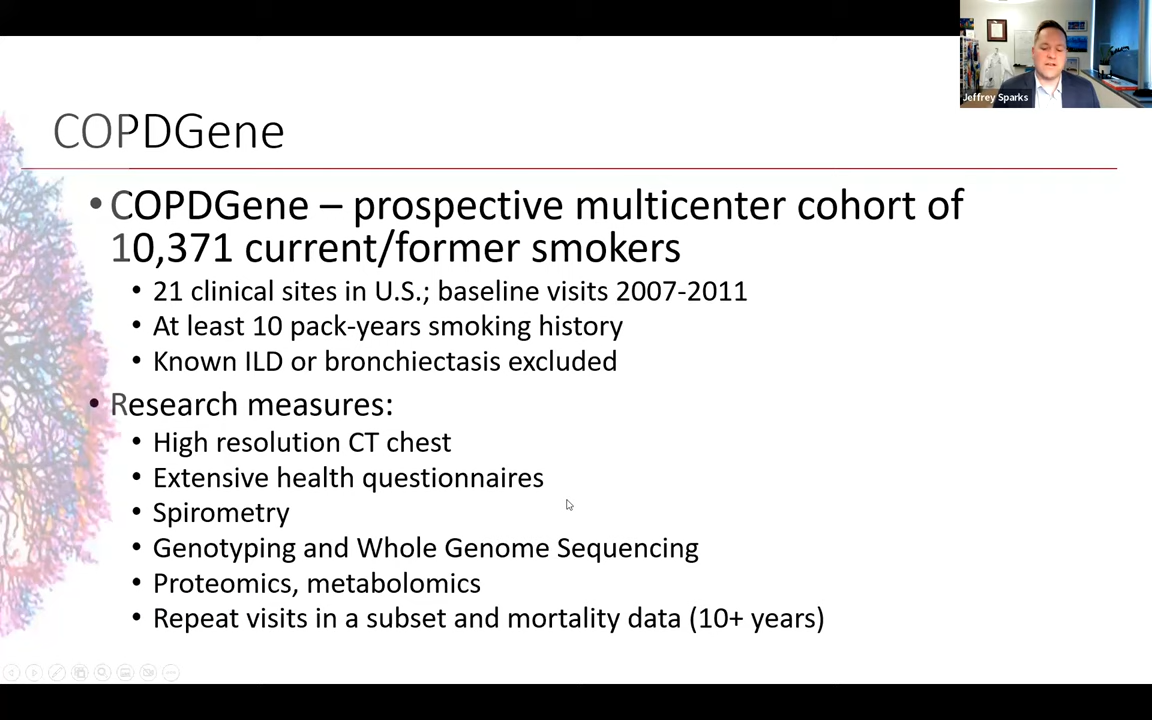 Jeffrey Sparks
COPDGene
•COPDGene – prospective multicenter cohort of
10,371 current/former smokers
• 21 clinical sites in U.S.; baseline visits 2007-2011
• At least 10 pack-years smoking history
• Known ILD or bronchiectasis excluded
• Research measures:
• High resolution CT chest
• Extensive health questionnaires
• Spirometry
• Genotyping and Whole Genome Sequencing
• Proteomics, metabolomics
• Repeat visits in a subset and mortality data (10+ years)